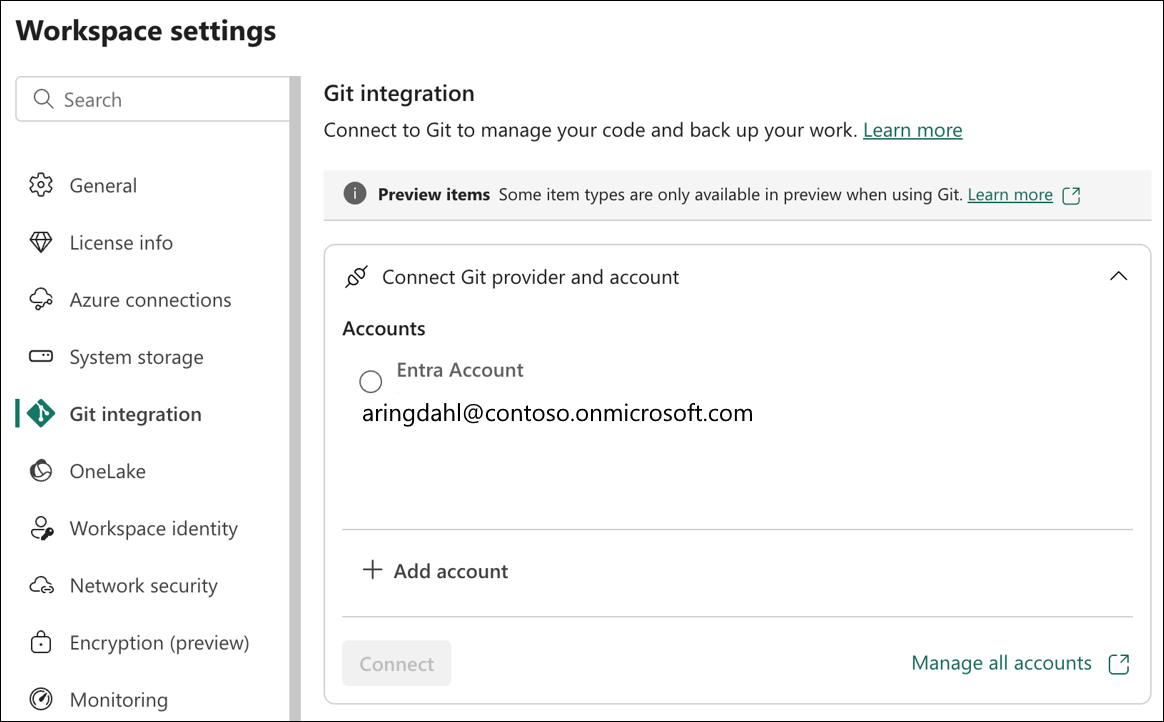 Workspace settings
Search
General
License info
Azure connections
System storage
Git integration
OneLake
Workspace identity
Network security
Encryption (preview)
Monitoring
Git integration
Connect to Git to manage your code and back up your work. Learn more
Preview items Some item types are only available in preview when using Git. Learn more
Connect Git provider and account
Accounts
Entra Account
aringdahl@contoso.onmicrosoft.com
Add account
Connect
Manage all accounts